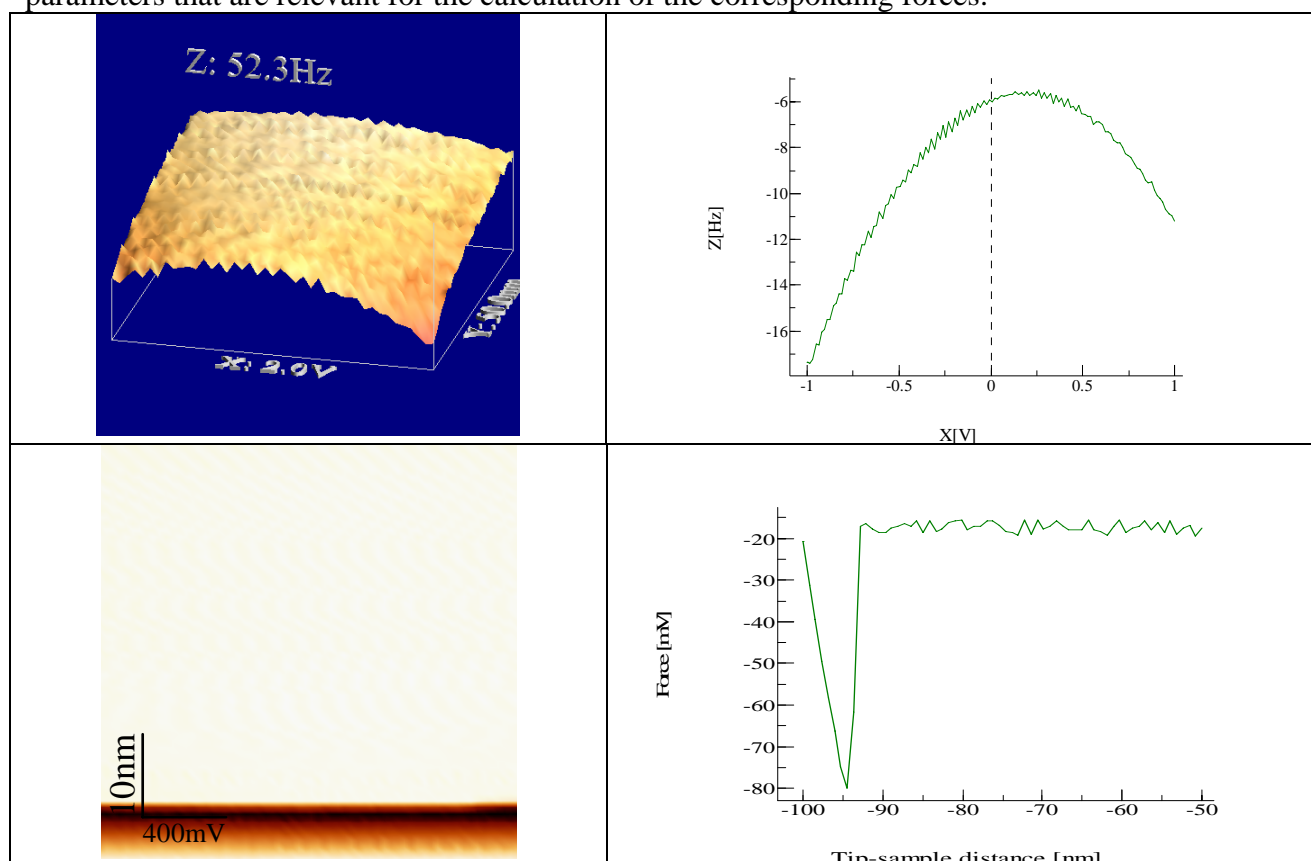 parameters that are relevant for the calculation of the corresponding forces.
Z: 52.3Hz
X: 2.0V
-6
-8
-10
-12
-14
-16
Z[Hz]
-1
-0.5
0
0.5
1
X[V]
10nm
400mV
-20
-30
-40
-50
-60
-70
-80
Force[mV]
-100
-90
-80
-70
-60
-50
Tip-sample distance [nm]